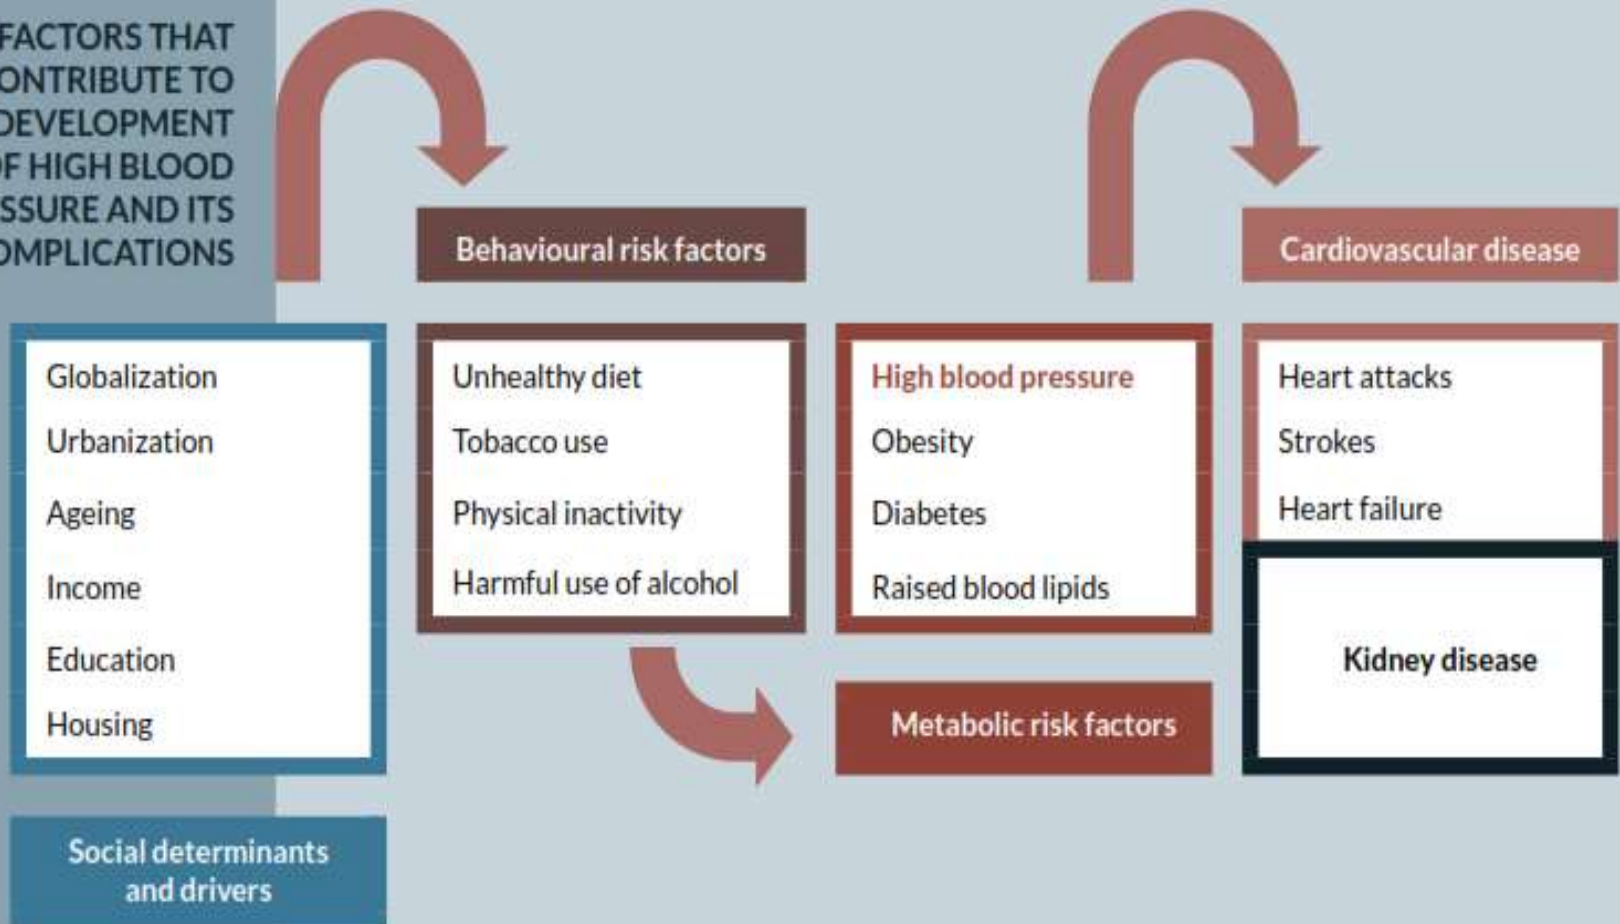 FACTORS THAT
ONTRIBUTE TO
DEVELOPMENT
OF HIGH BLOOD
SSURE AND ITS
OMPLICATIONS
Behavioural risk factors
Cardiovascular disease
Globalization
Urbanization
Ageing
Income
Education
Housing
Unhealthy diet
Tobacco use
Physical inactivity
Harmful use of alcohol
High blood pressure
Obesity
Diabetes
Raised blood lipids
Heart attacks
Strokes
Heart failure
Kidney disease
Metabolic risk factors
Social determinants
and drivers